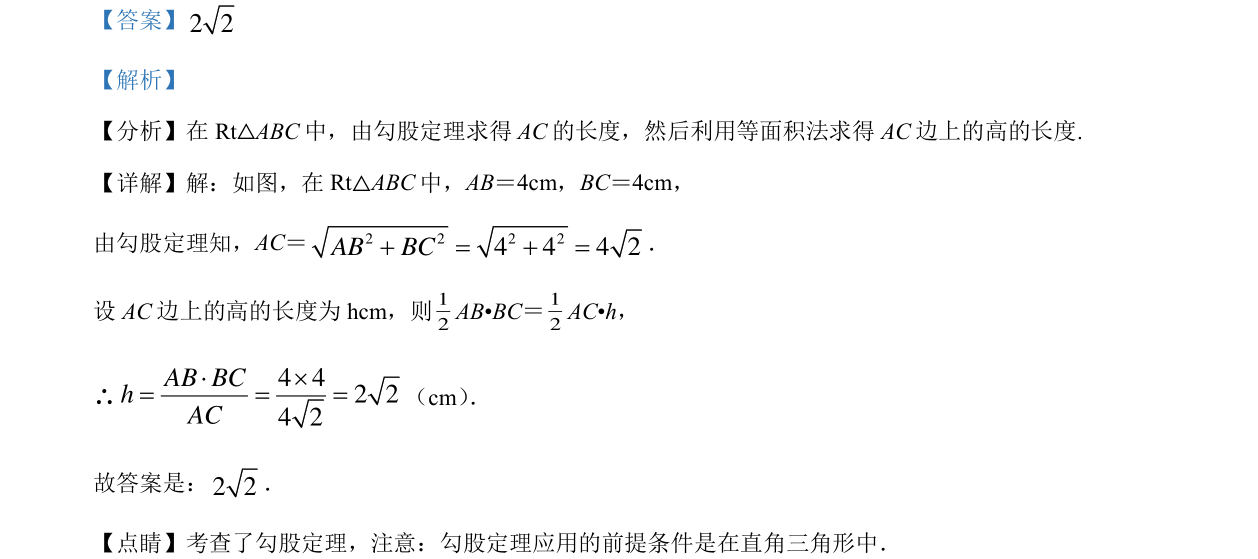 【答案】2√2
【解析】
【分析】在 Rt△ABC 中，由勾股定理求得 AC 的长度，然后利用等面积法求得 AC 边上的高的长度.
【详解】解：如图，在 Rt△ABC 中，AB＝4cm，BC＝4cm，
由勾股定理知，AC＝√(AB²+BC²)=√(4²+4²)=4√2．
设 AC 边上的高的长度为 hcm，则 1/2 AB•BC＝1/2 AC•h，
∴h=(AB·BC)/AC=(4×4)/(4√2)=2√2（cm）．
故答案是：2√2．
【点睛】考查了勾股定理，注意：勾股定理应用的前提条件是在直角三角形中．